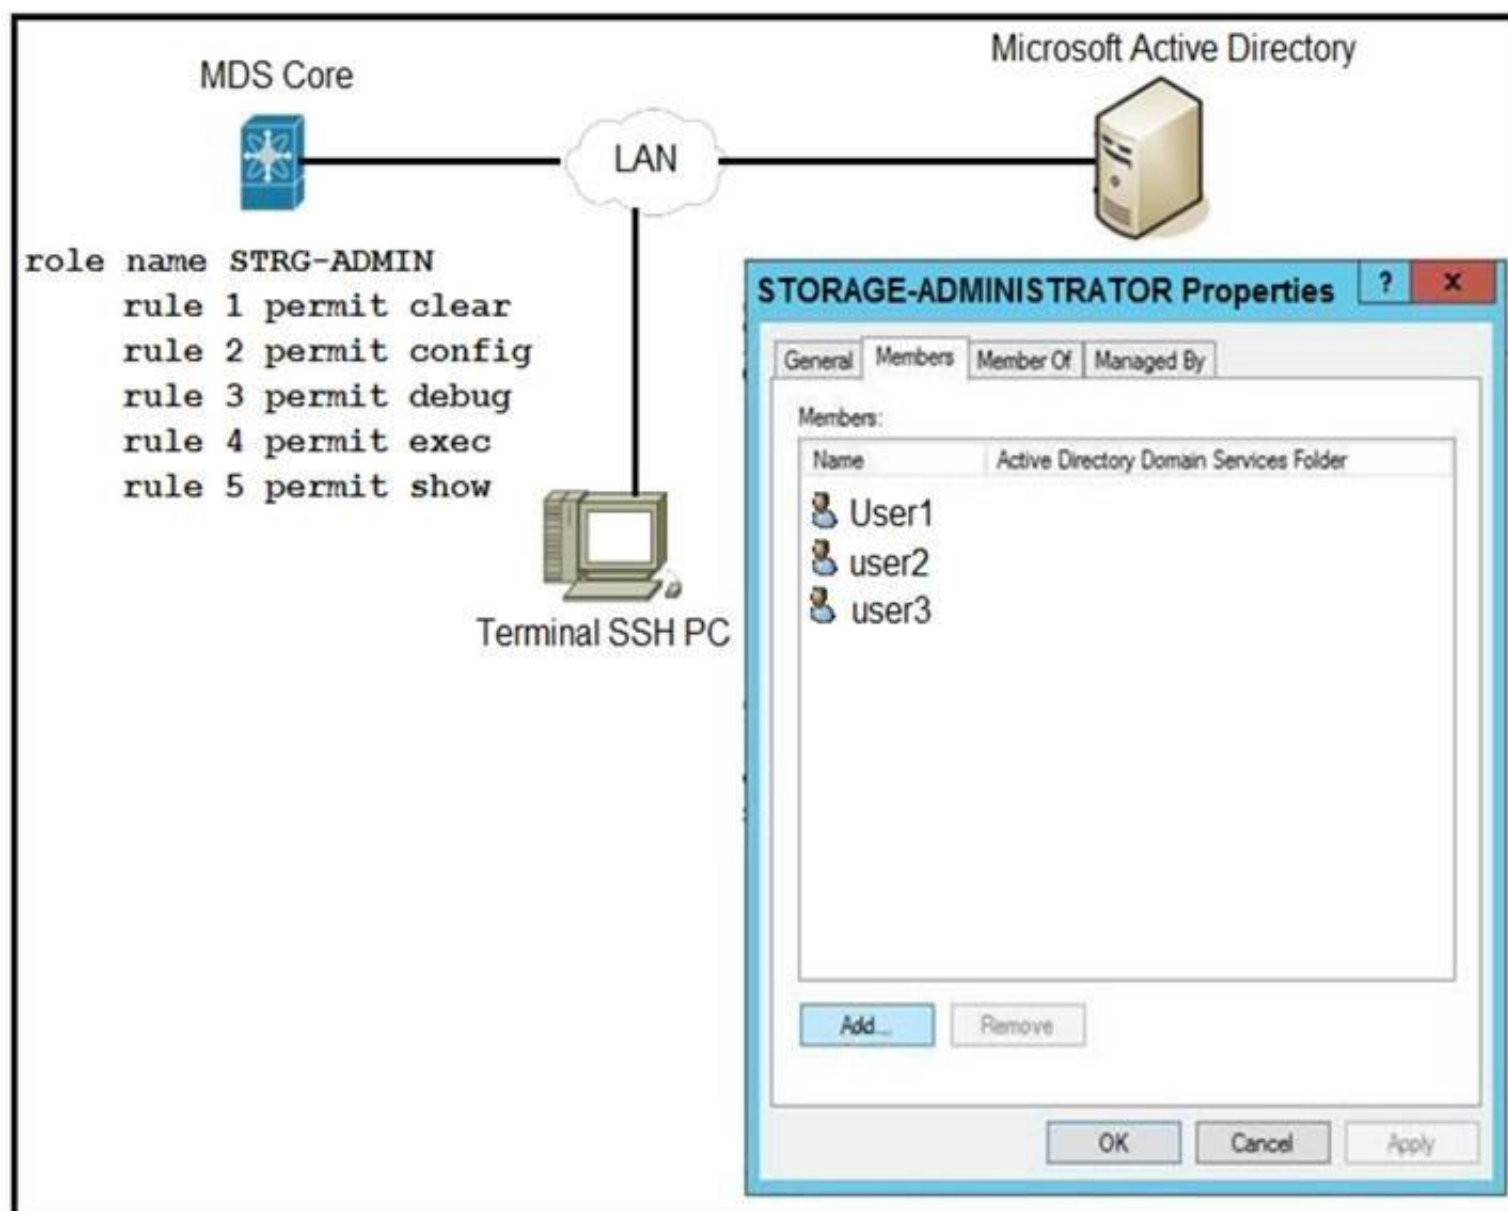 MDS Core
Microsoft Active Directory
LAN
role name STRG-ADMIN
rule 1 permit clear
rule 2 permit config
rule 3 permit debug
rule 4 permit exec
rule 5 permit show
Terminal SSH PC
STORAGE-ADMINISTRATOR Properties ? x
General Members Member Of Managed By
Members:
Name Active Directory Domain Services Folder
User1
user2
user3
Add... Remove
OK Cancel Apply